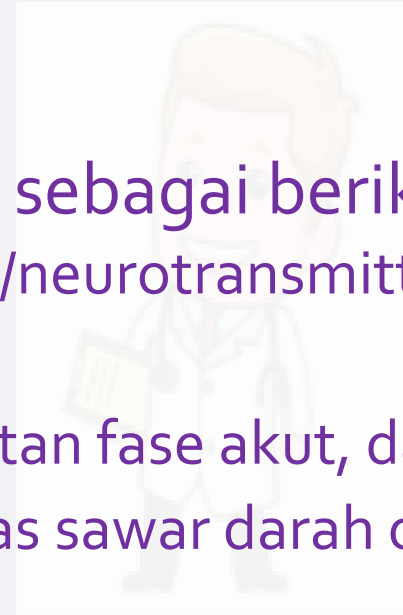 sebagai berik
/neurotransmitt
tan fase akut, d
as sawar darah